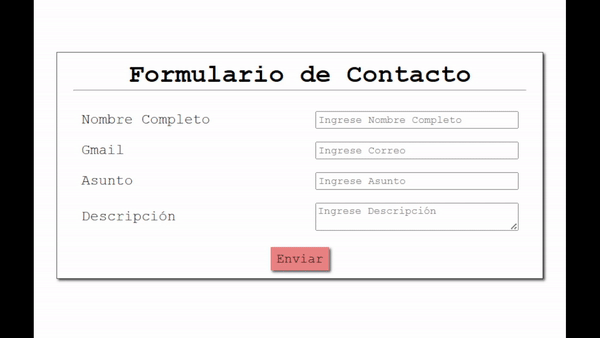 Formulario de Contacto
Nombre Completo Ingrese Nombre Completo
Gmail Ingrese Correo
Asunto Ingrese Asunto
Descripción Ingrese Descripción
Enviar